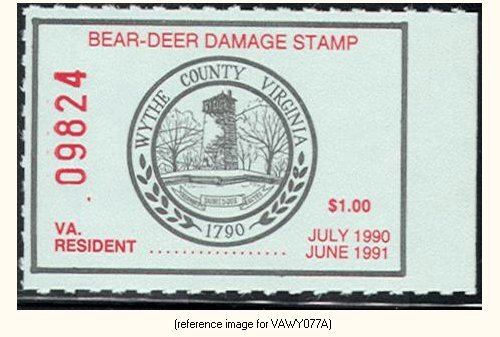 BEAR-DEER DAMAGE STAMP
09824
WYTHE COUNTY VIRGINIA
1790
$1.00
VA.
RESIDENT ..................
JULY 1990
JUNE 1991
(reference image for VAWY077A)